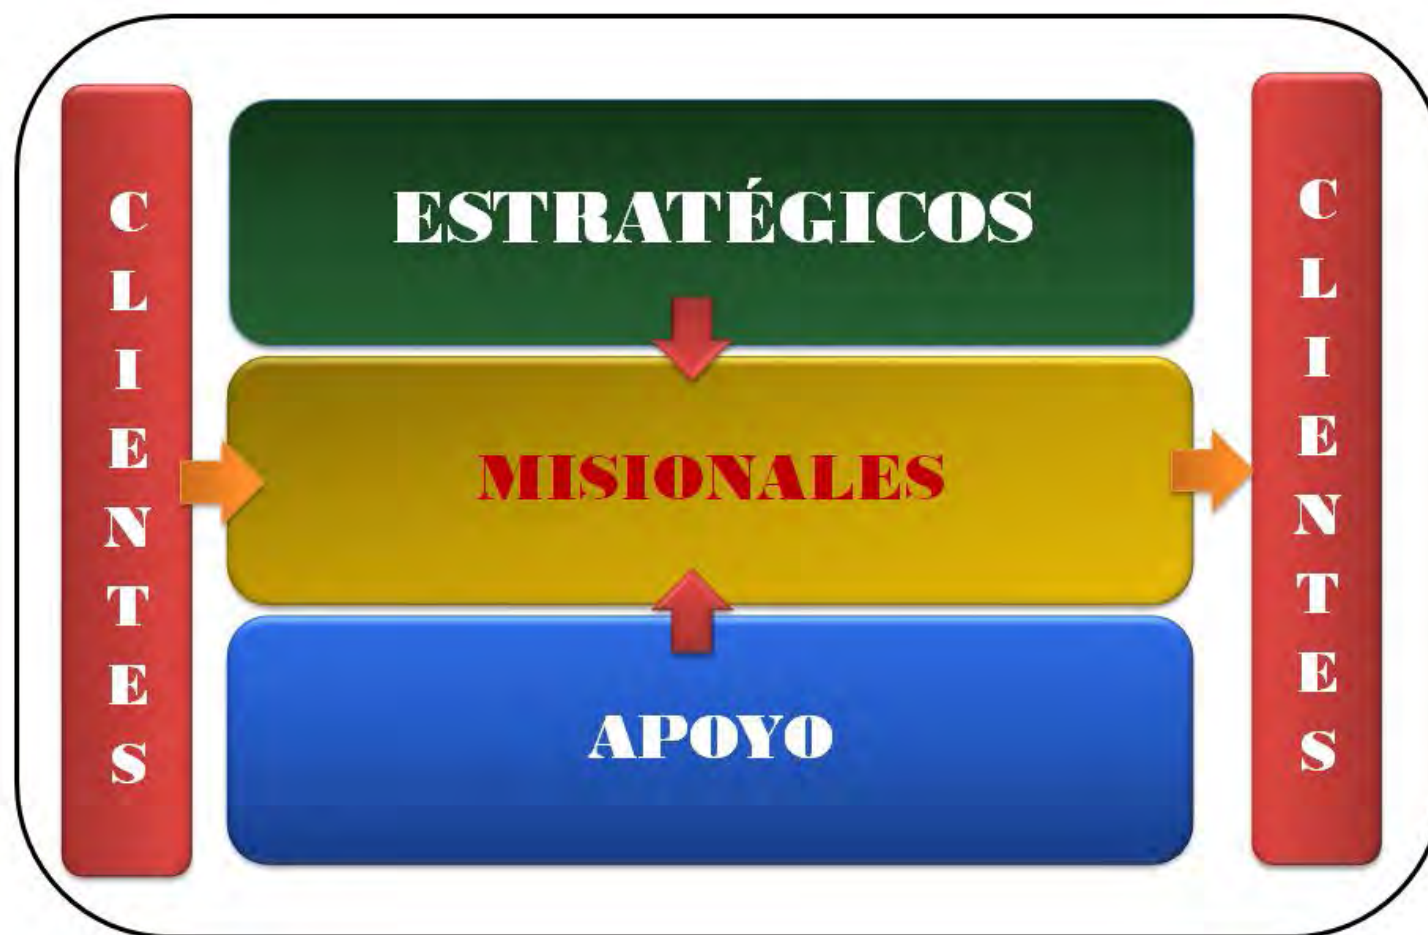 CLIENTES
ESTRATÉGICOS
MISIONALES
APOYO
CLIENTES